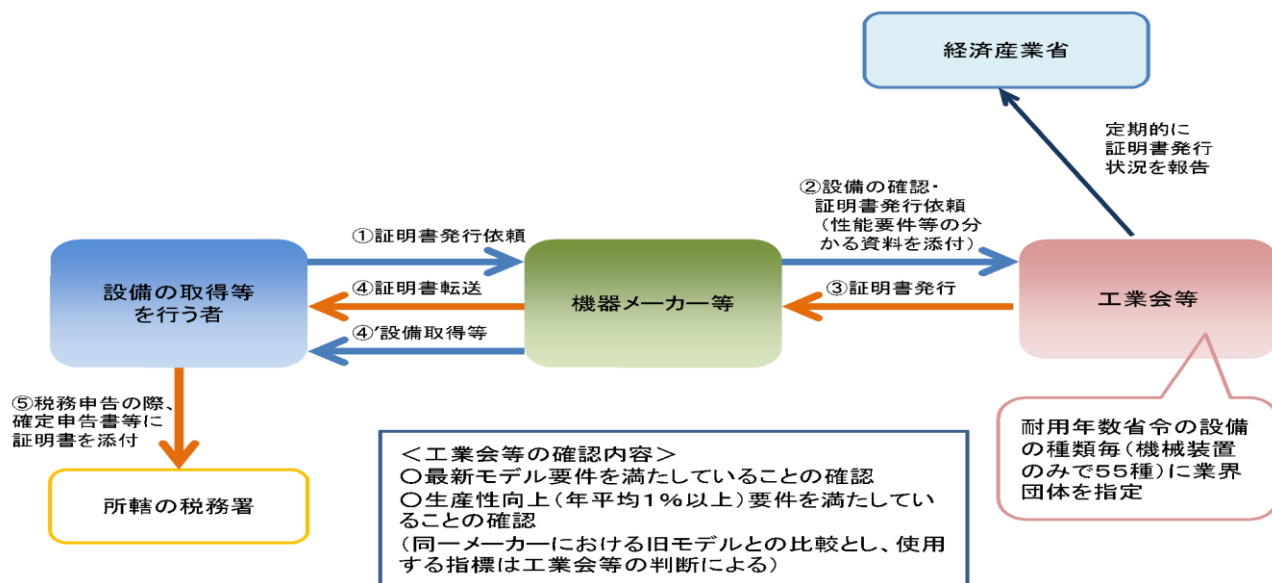 経済産業省
定期的に
証明書発行
状況を報告
②設備の確認・
証明書発行依頼
(性能要件等の分
かる資料を添付)
①証明書発行依頼
設備の取得等
を行う者
④証明書転送
機器メーカー等
③証明書発行
工業会等
④'設備取得等
⑤税務申告の際、
確定申告書等に
証明書を添付
所轄の税務署
<工業会等の確認内容>
○最新モデル要件を満たしていることの確認
○生産性向上(年平均1%以上)要件を満たしてい
ることの確認
(同一メーカーにおける旧モデルとの比較とし、使用
する指標は工業会等の判断による)
耐用年数省令の設備
の種類毎(機械装置
のみで55種)に業界
団体を指定